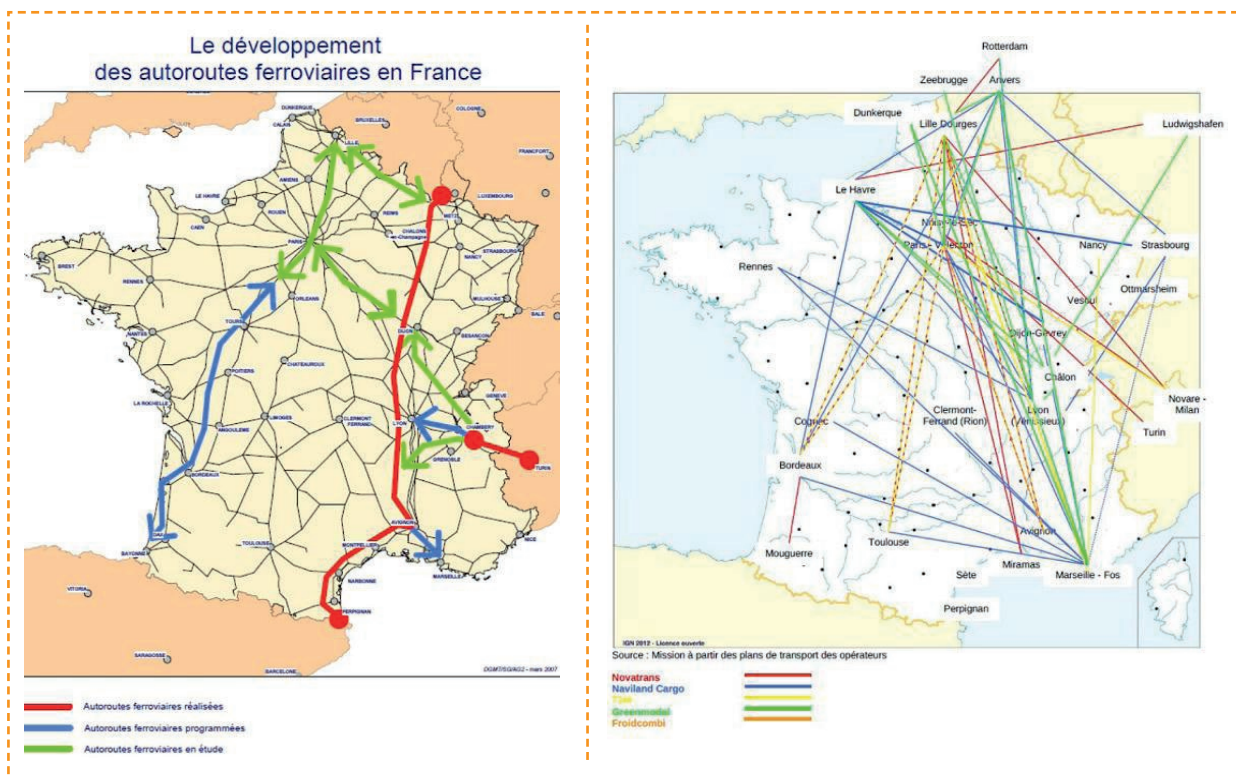 Le développement
des autoroutes ferroviaires en France
DUNKERQUE
CALAIS
LILLE
BRUXELLES
COLOGNE
FRANCFORT
AMIENS
LE HAVRE
ROUEN
CAEN
REIMS
LUXEMBOURG
METZ
CHALONS
en-Champagne
PARIS
STRASBOURG
NANCY
BREST
RENNES
ORLEANS
MULHOUSE
BALE
TOURS
NANTES
DIJON
BESANCON
POITIERS
CHATEAUROUX
LA ROCHELLE
GENEVE
LIMOGES
ANGOULEME
CLERMONT
FERRAND
LYON
CHAMBERY
GRENOBLE
TURIN
BORDEAUX
AVIGNON
NICE
BAYONNE
TOULOUSE
MONTPELLIER
MARSEILLE
NARBONNE
VITORIA
PERPIGNAN
SARAGOSSE
BARCELONE
Autoroutes ferroviaires réalisées
Autoroutes ferroviaires programmées
Autoroutes ferroviaires en étude
Rotterdam
Zeebrugge
Anvers
Dunkerque
Lille Dourges
Ludwigshafen
Le Havre
Paris - Valenton
Nancy
Strasbourg
Rennes
Ottmarsheim
Vesoul
Dijon-Gevrey
Châlon
Novare -
Milan
Cognac
Clermont-
Ferrand (Rion)
Lyon
(Venissieux)
Turin
Bordeaux
Mouguerre
Toulouse
Avignon
Miramas
Sète
Marseille - Fos
Perpignan
IGN 2012 - Licence ouverte
Source : Mission à partir des plans de transport des opérateurs
Novatrans
Naviland Cargo
Greenmodal
Froidcombi